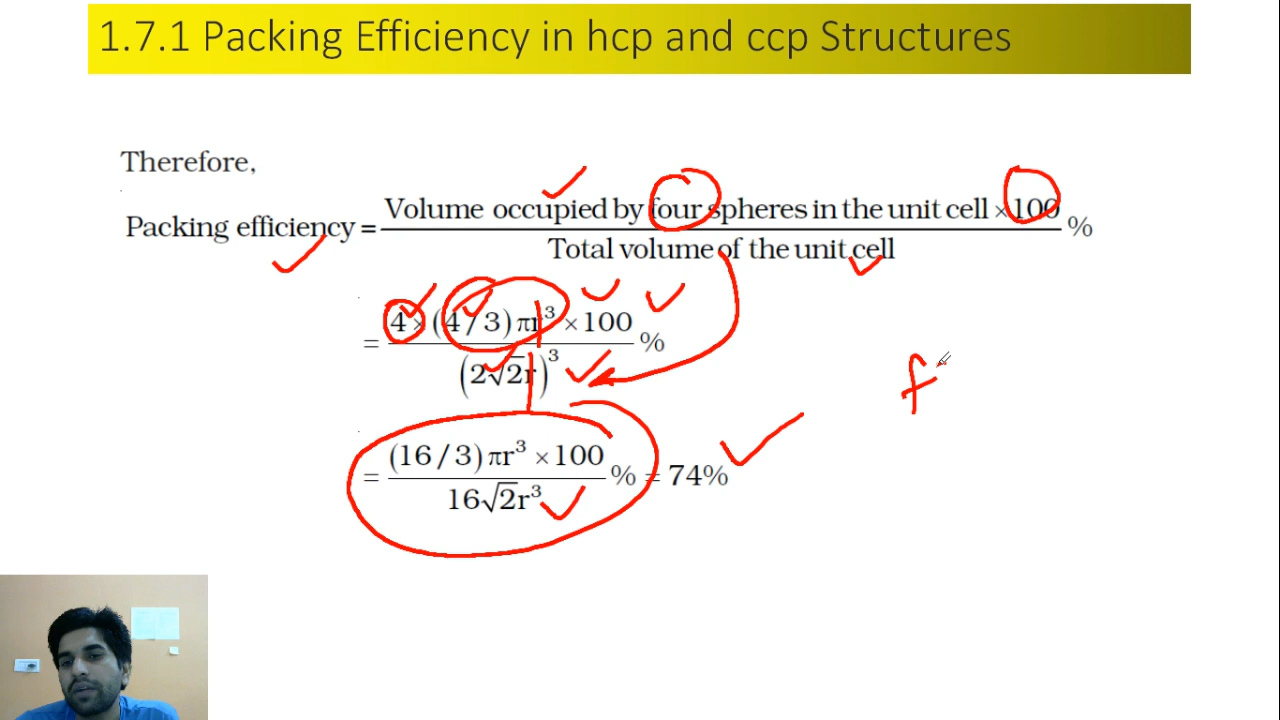 1.7.1 Packing Efficiency in hcp and ccp Structures
Therefore,
Packing efficiency = Volume occupied by four spheres in the unit cell ×100 / Total volume of the unit cell %
= 4×(4/3)πr³×100 / (2√2r)³ %
= (16/3)πr³×100 / 16√2r³ % = 74%
f